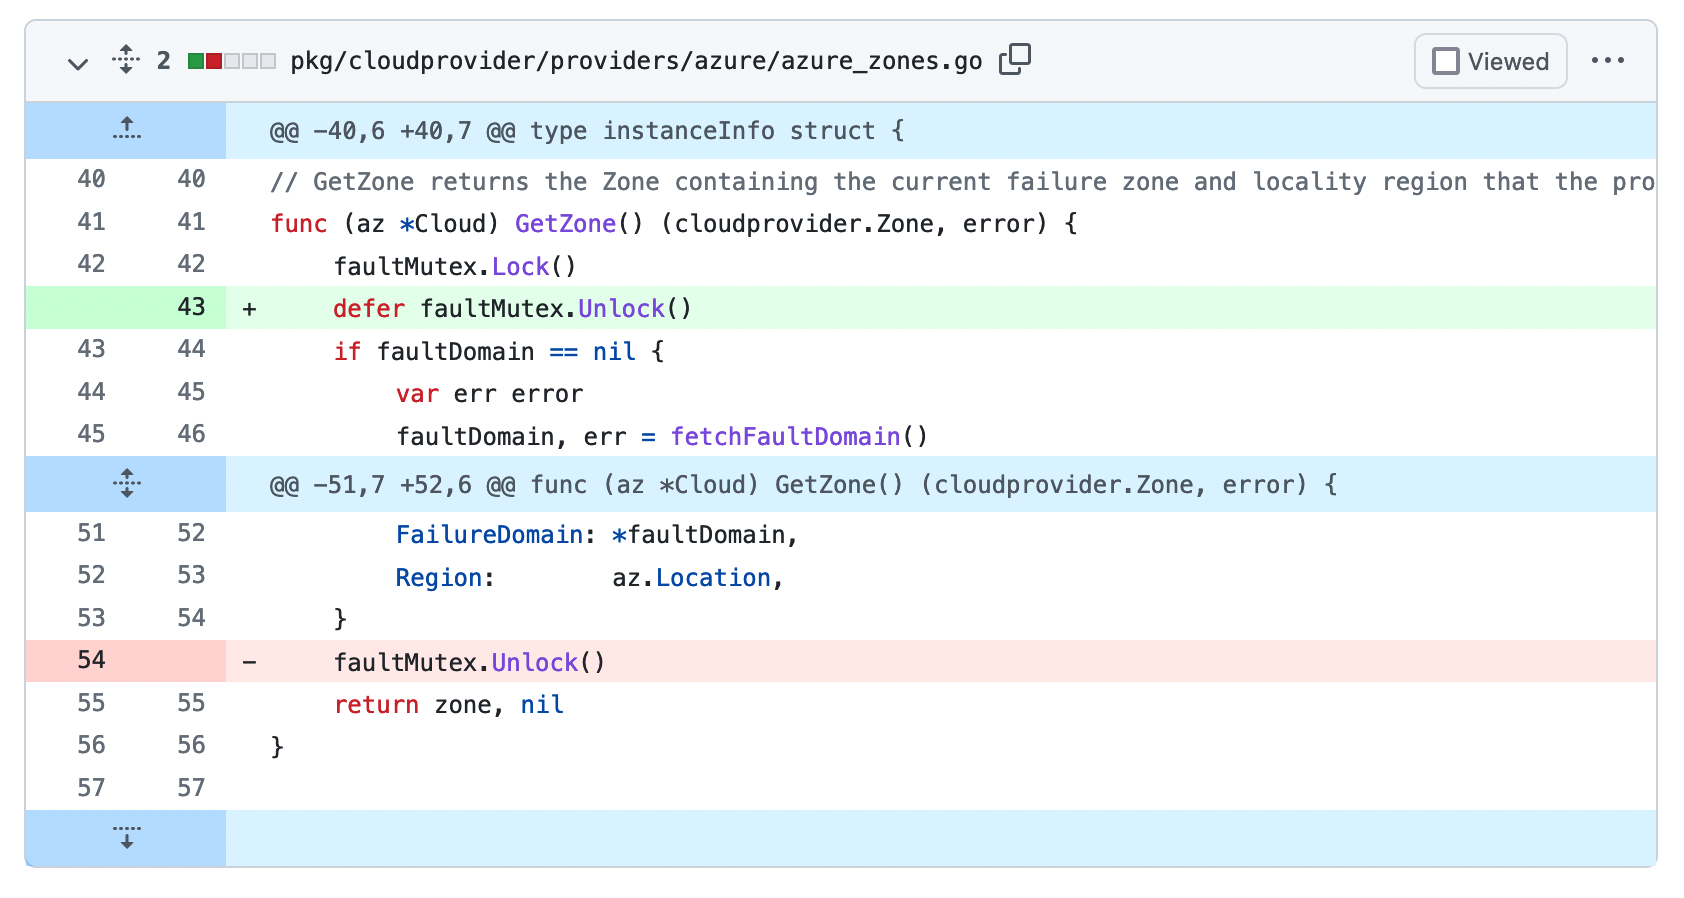 2 pkg/cloudprovider/providers/azure/azure_zones.go Viewed
@@ -40,6 +40,7 @@ type instanceInfo struct {
40 40 // GetZone returns the Zone containing the current failure zone and locality region that the pro
41 41 func (az *Cloud) GetZone() (cloudprovider.Zone, error) {
42 42 faultMutex.Lock()
43 + defer faultMutex.Unlock()
43 44 if faultDomain == nil {
44 45 var err error
45 46 faultDomain, err = fetchFaultDomain()
@@ -51,7 +52,6 @@ func (az *Cloud) GetZone() (cloudprovider.Zone, error) {
51 52 FailureDomain: *faultDomain,
52 53 Region: az.Location,
53 54 }
54 - faultMutex.Unlock()
55 55 return zone, nil
56 56 }
57 57